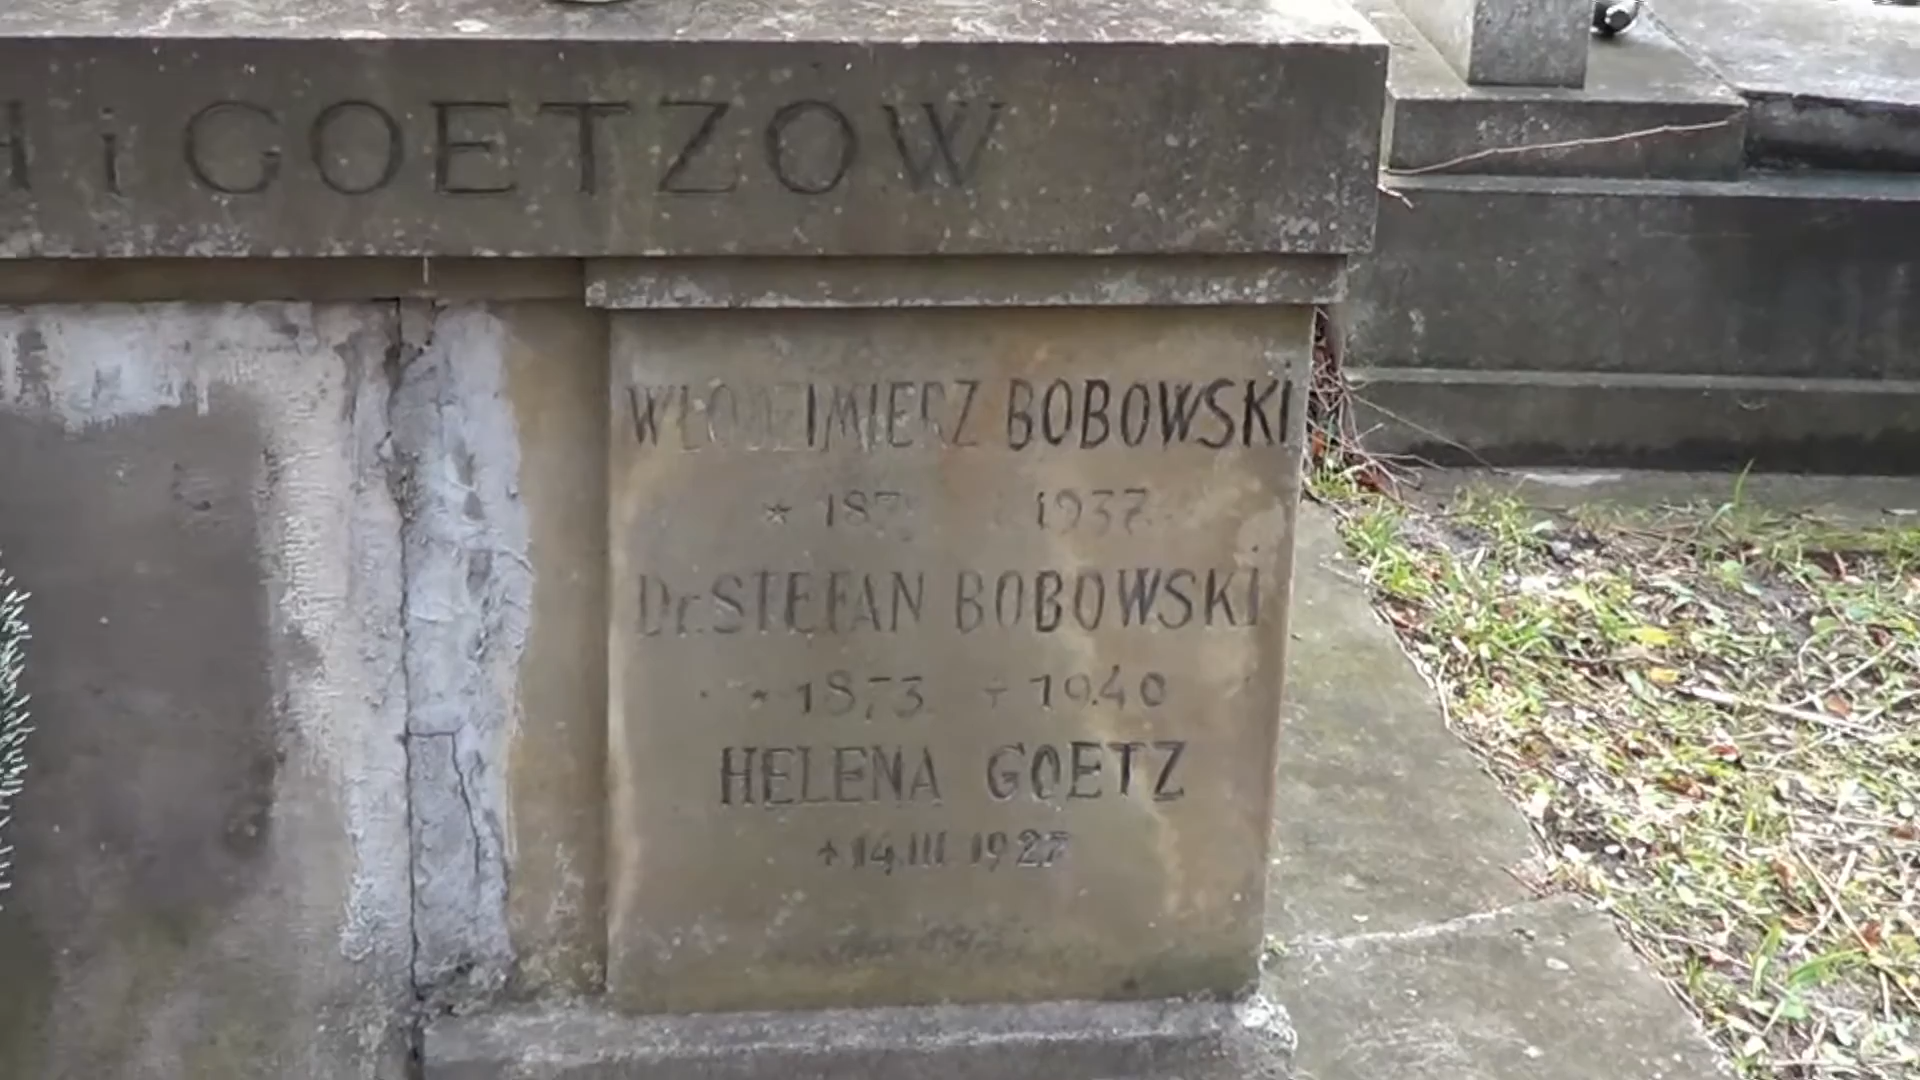 i GOETZOW
WŁODZIMIERZ BOBOWSKI
1937
Dr. STEFAN BOBOWSKI
* 1873 + 1940
HELENA GOETZ
+ 14 III 1927